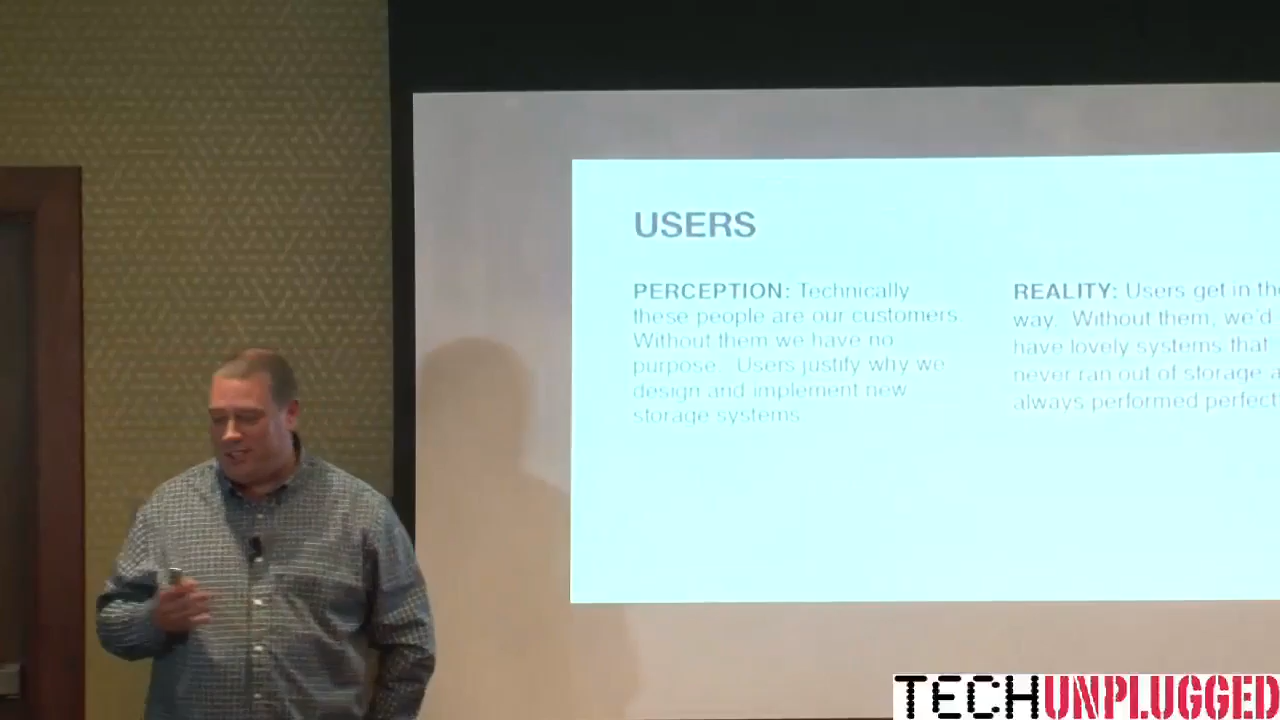 USERS
PERCEPTION: Technically
these people are our customers.
Without them we have no
purpose. Users justify why we
design and implement new
storage systems.
REALITY: Users get in the
way. Without them, we'd
have lovely systems that
never ran out of storage
always performed
TECHUNPLUGGED